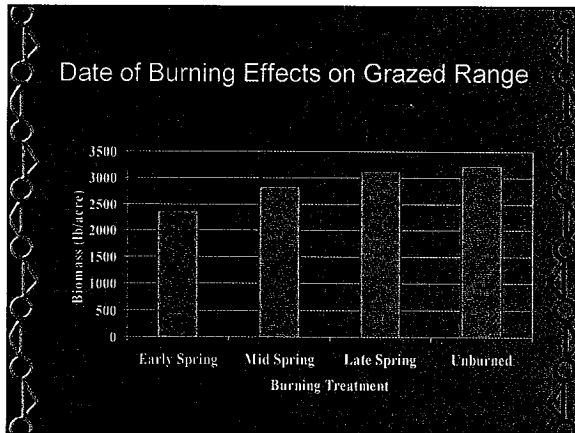 Date of Burning Effects on Grazed Range
3500
3000
2500
2000
1500
1000
500
0
Biomass (lb/acre)
Early Spring Mid Spring Late Spring Unburned
Burning Treatment